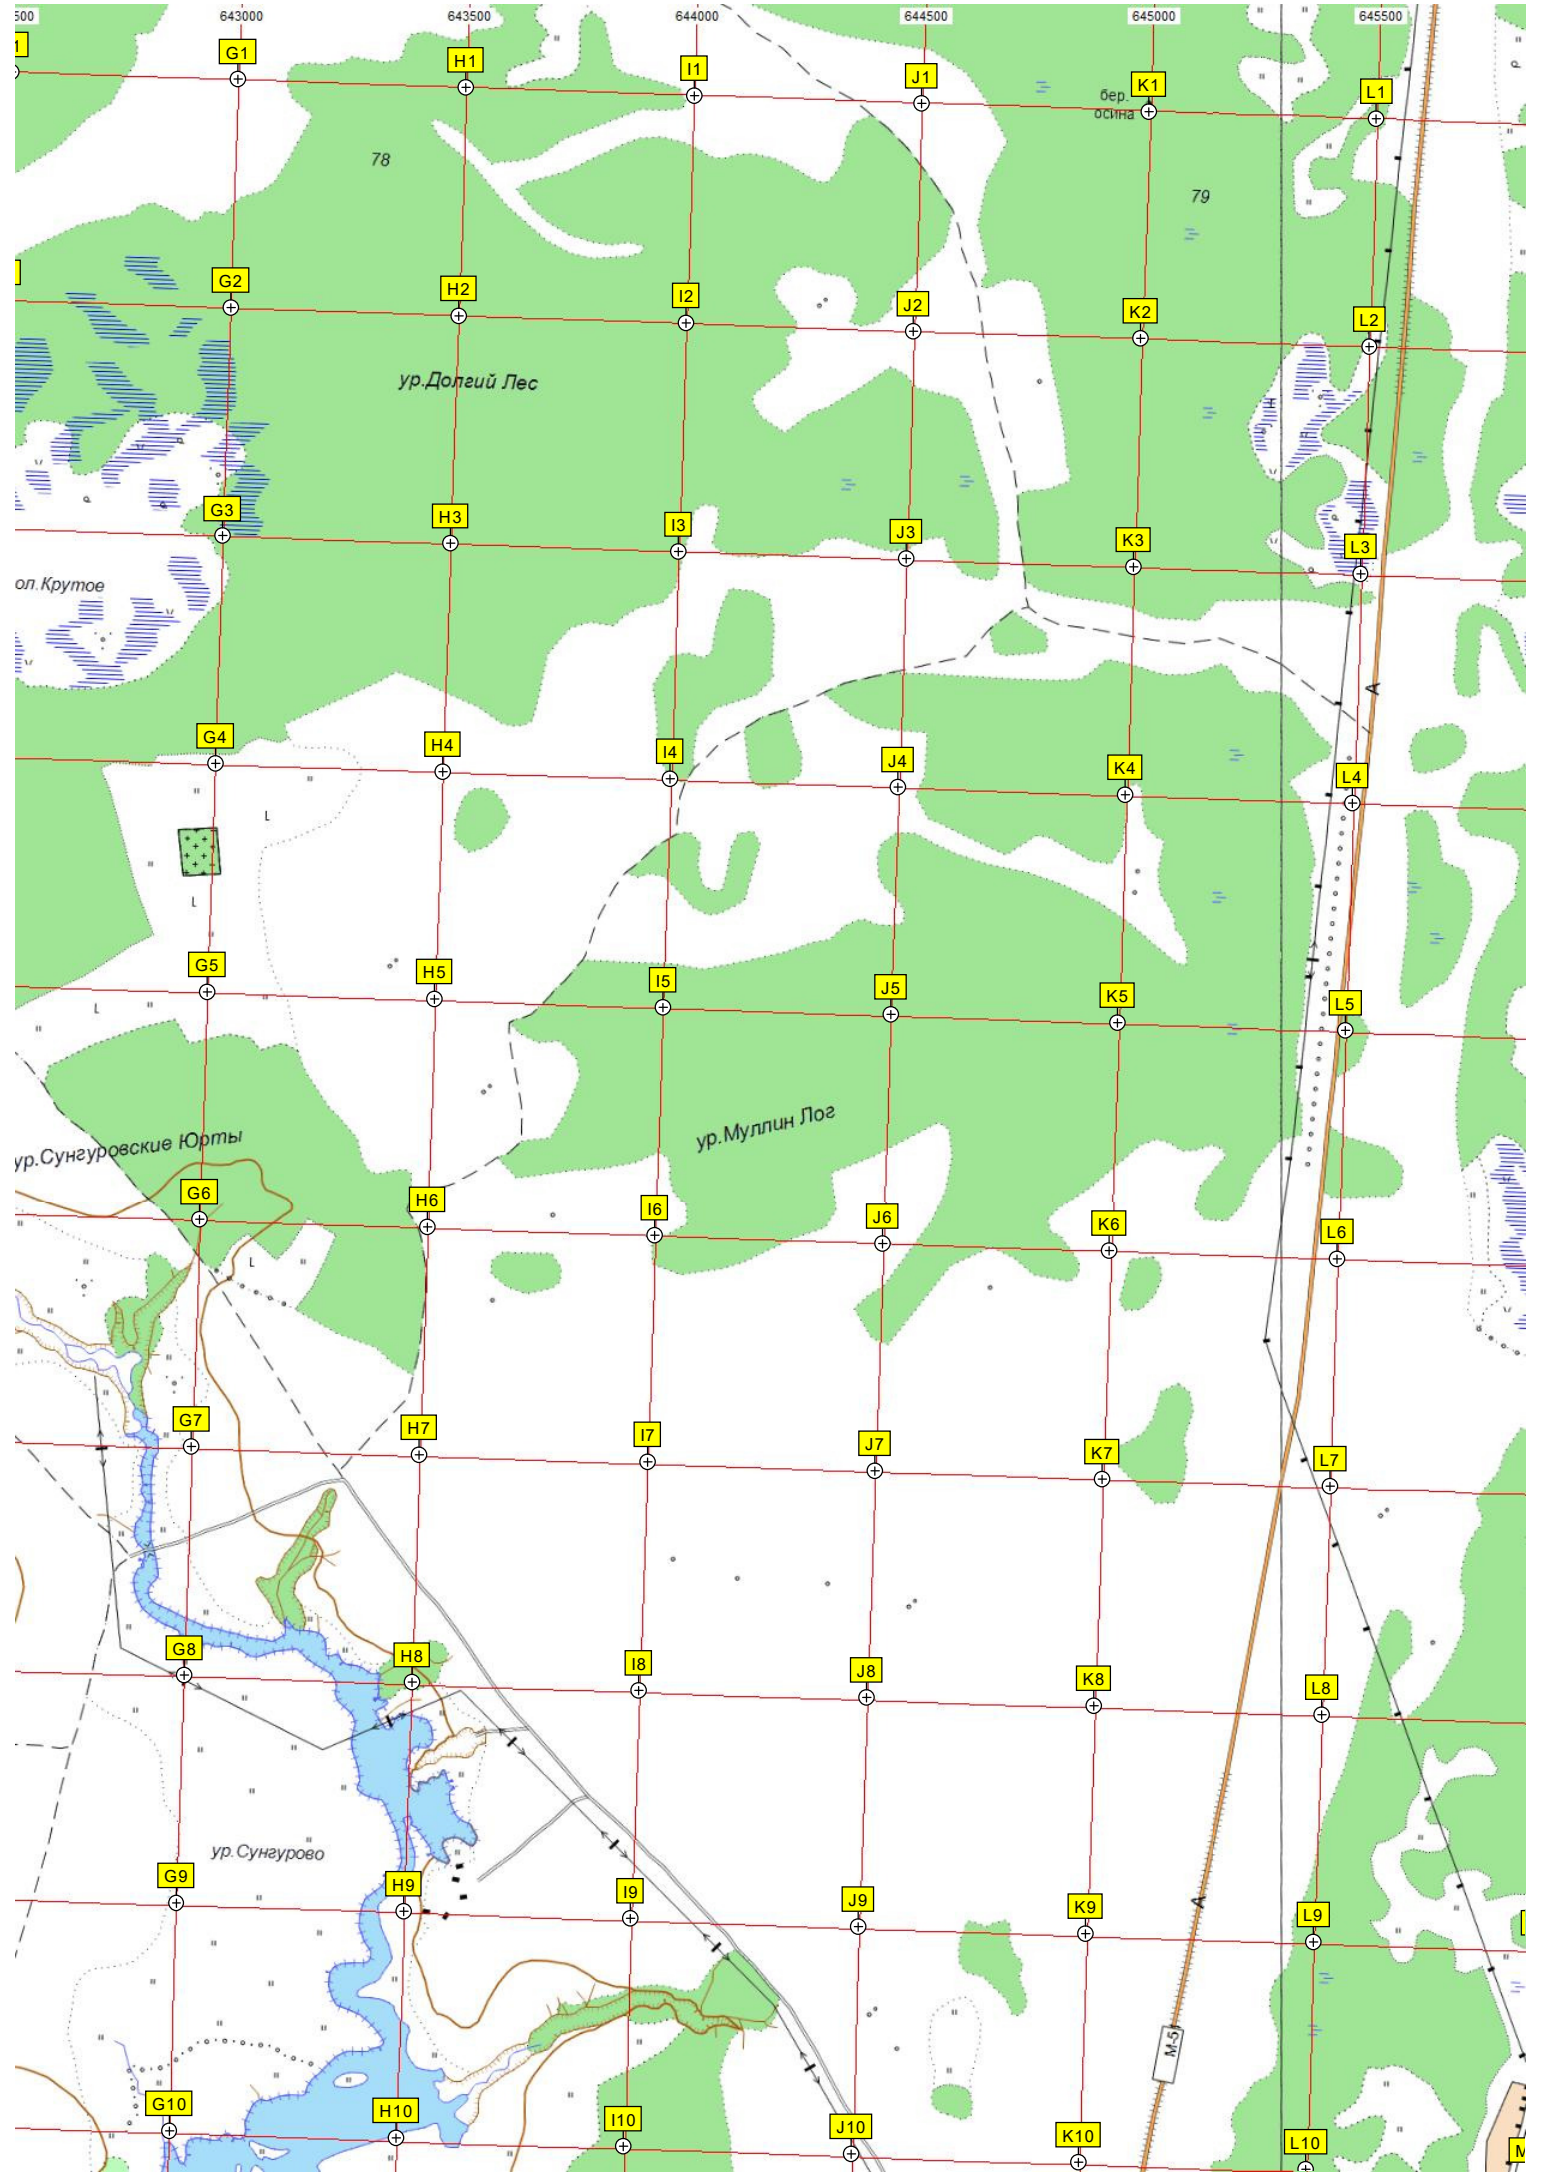 500 643000 643500 644000 644500 645000 645500
1 G1 H1 I1 J1 K1 L1
бер.
осина
78
79
G2 H2 I2 J2 K2 L2
ур.Долгий Лес
G3 H3 I3 J3 K3 L3
ол.Крутое
А
G4 H4 I4 J4 K4 L4
G5 H5 I5 J5 K5 L5
ур.Муллин Лог
ур.Сунгуровские Юрты
G6 H6 I6 J6 K6 L6
G7 H7 I7 J7 K7 L7
G8 H8 I8 J8 K8 L8
ур.Сунгурово
G9 H9 I9 J9 K9 L9
А
М-5
G10 H10 I10 J10 K10 L10
M